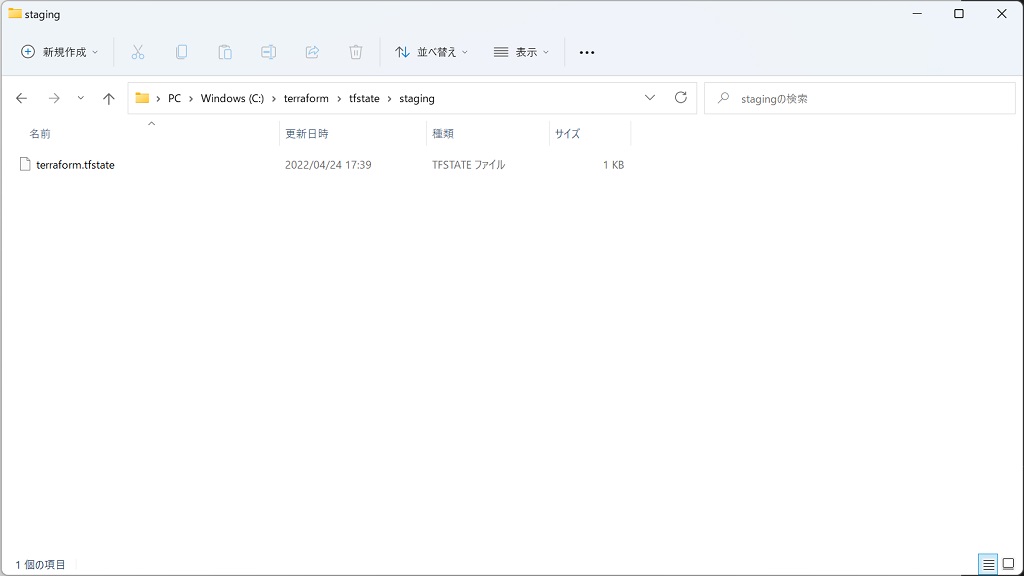 staging
新規作成 並べ替え 表示
PC Windows (C:) terraform tfstate staging stagingの検索
名前 更新日時 種類 サイズ
terraform.tfstate 2022/04/24 17:39 TFSTATE ファイル 1 KB
1 個の項目